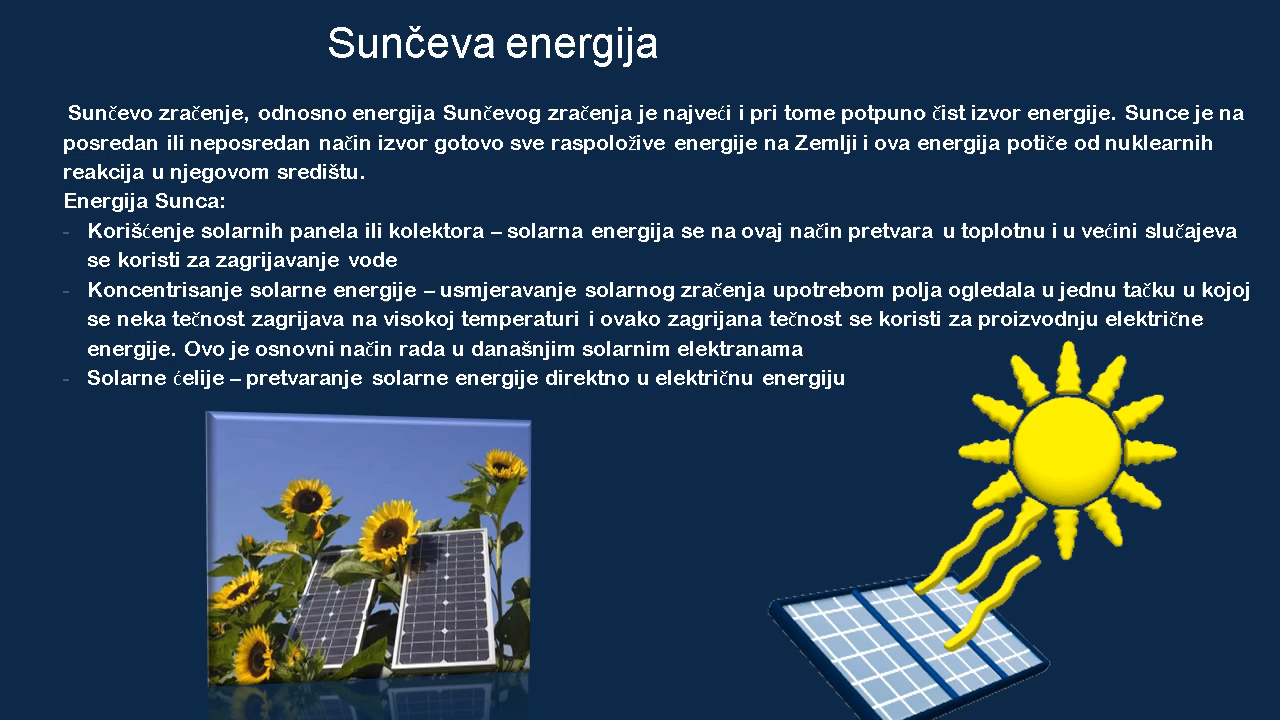 Sunčeva energija
Sunčevo zračenje, odnosno energija Sunčevog zračenja je najveći i pri tome potpuno čist izvor energije. Sunce je na
posredan ili neposredan način izvor gotovo sve raspoložive energije na Zemlji i ova energija potiče od nuklearnih
reakcija u njegovom središtu.
Energija Sunca:
- Korišćenje solarnih panela ili kolektora – solarna energija se na ovaj način pretvara u toplotnu i u većini slučajeva
se koristi za zagrijavanje vode
- Koncentrisanje solarne energije – usmjeravanje solarnog zračenja upotrebom polja ogledala u jednu tačku u kojoj
se neka tečnost zagrijava na visokoj temperaturi i ovako zagrijana tečnost se koristi za proizvodnju električne
energije. Ovo je osnovni način rada u današnjim solarnim elektranama
- Solarne ćelije – pretvaranje solarne energije direktno u električnu energiju